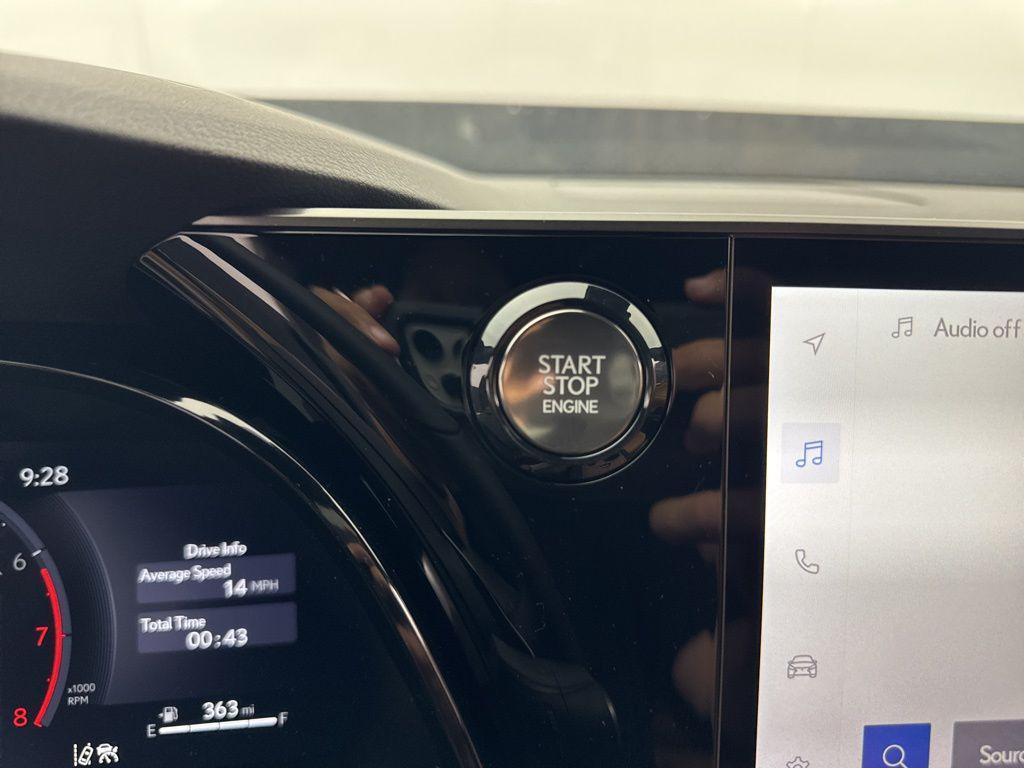 START
STOP
ENGINE
Audio off
9:28
Drive Info
Average Speed
14 MPH
Total Time
00:43
6
7
8
x1000
RPM
363 mi
E F
Sourc